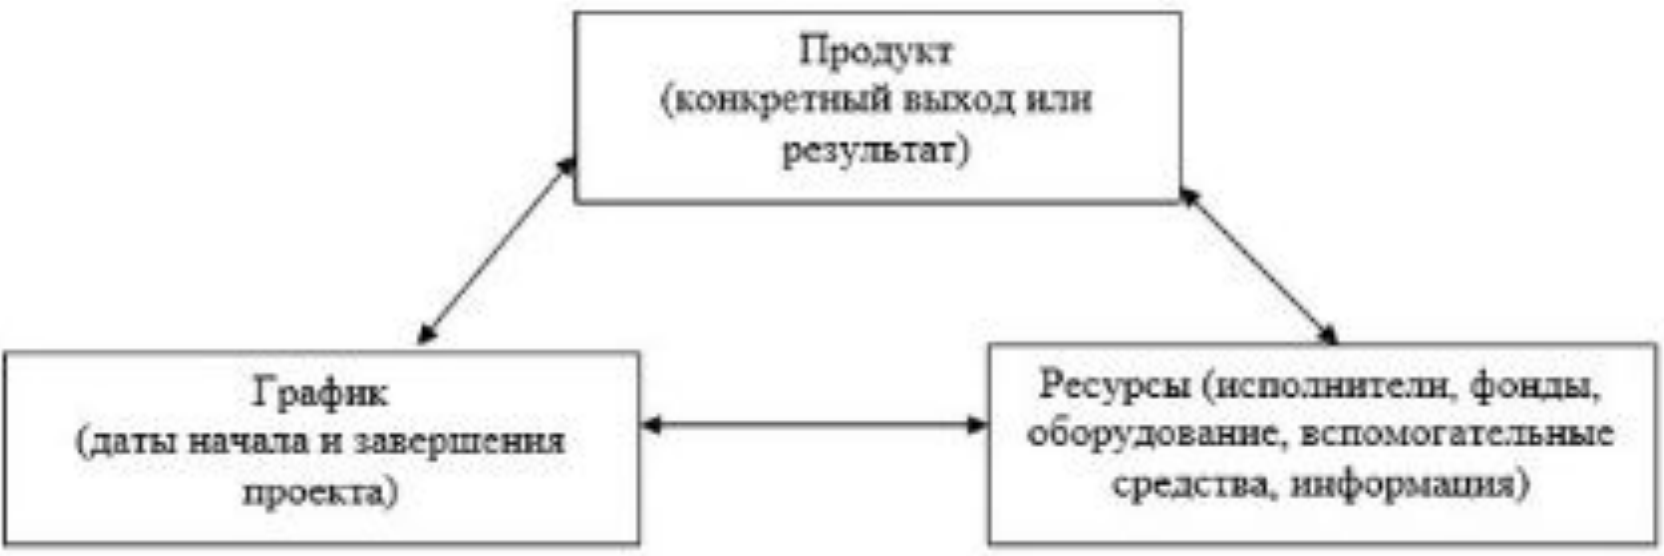 Продукт
(конкретный выход или
результат)
График
(даты начала и завершения
проекта)
Ресурсы (исполнители, фонды,
оборудование, вспомогательные
средства, информация)